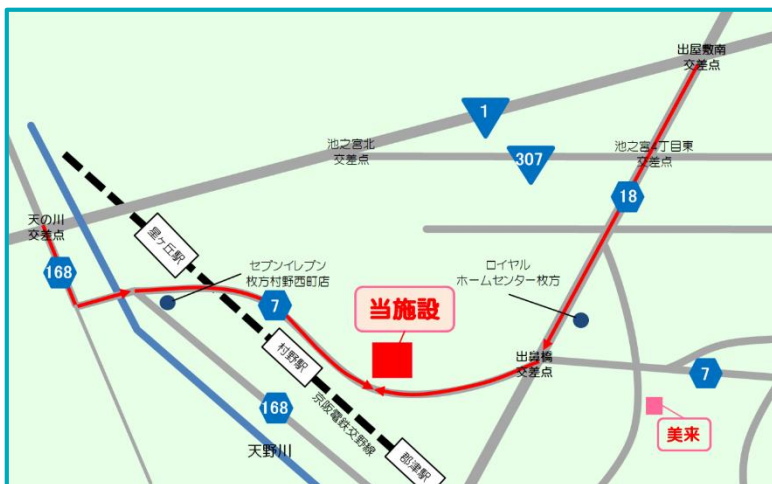 出屋敷南
交差点
1
池之宮北
交差点
307
池之宮4丁目東
交差点
18
天の川
交差点
168
星ヶ丘駅
セブンイレブン
枚方村野西町店
7
ロイヤル
ホームセンター枚方
当施設
村野駅
出鼻橋
交差点
7
168
京阪電鉄交野線
美来
天野川
郡津駅